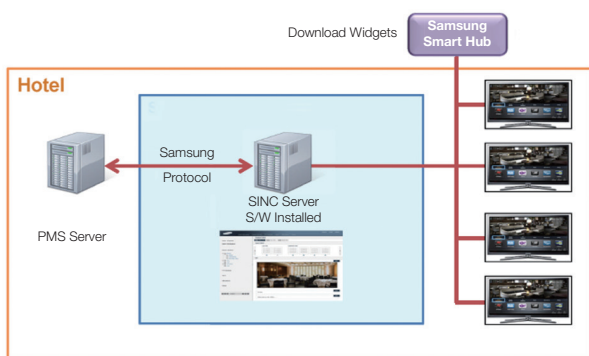 Download Widgets
Samsung
Smart Hub
Hotel
Samsung
Protocol
SINC Server
S/W Installed
PMS Server